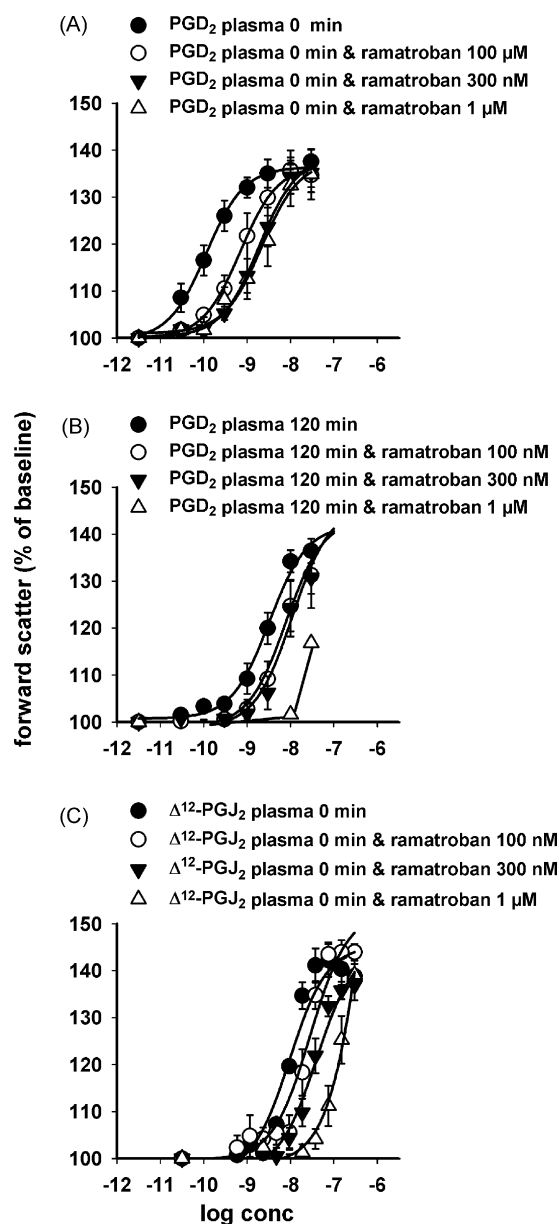 (A)
● PGD₂ plasma 0 min
○ PGD₂ plasma 0 min & ramatroban 100 µM
▼ PGD₂ plasma 0 min & ramatroban 300 nM
△ PGD₂ plasma 0 min & ramatroban 1 µM
150
140
130
120
110
100
-12 -11 -10 -9 -8 -7 -6
(B)
● PGD₂ plasma 120 min
○ PGD₂ plasma 120 min & ramatroban 100 nM
▼ PGD₂ plasma 120 min & ramatroban 300 nM
△ PGD₂ plasma 120 min & ramatroban 1 µM
forward scatter (% of baseline)
150
140
130
120
110
100
-12 -11 -10 -9 -8 -7 -6
(C)
● Δ¹²-PGJ₂ plasma 0 min
○ Δ¹²-PGJ₂ plasma 0 min & ramatroban 100 nM
▼ Δ¹²-PGJ₂ plasma 0 min & ramatroban 300 nM
△ Δ¹²-PGJ₂ plasma 0 min & ramatroban 1 µM
150
140
130
120
110
100
-12 -11 -10 -9 -8 -7 -6
log conc